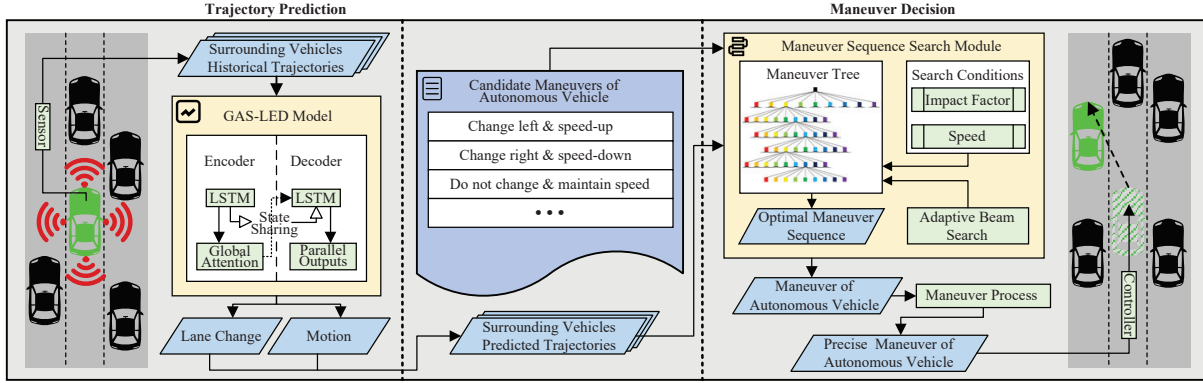 Trajectory Prediction
Maneuver Decision
Sensor
Surrounding Vehicles
Historical Trajectories
GAS-LED Model
Encoder
Decoder
LSTM
LSTM
State
Sharing
Global
Attention
Parallel
Outputs
Lane Change
Motion
Candidate Maneuvers of
Autonomous Vehicle
Change left & speed-up
Change right & speed-down
Do not change & maintain speed
• • •
Surrounding Vehicles
Predicted Trajectories
Maneuver Sequence Search Module
Maneuver Tree
Search Conditions
Impact Factor
Speed
Optimal Maneuver
Sequence
Adaptive Beam
Search
Maneuver of
Autonomous Vehicle
Maneuver Process
Precise Maneuver of
Autonomous Vehicle
Controller